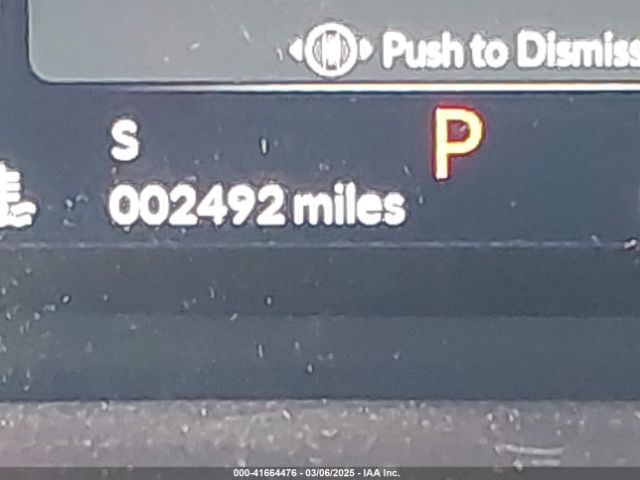 Push to Dismiss
S
P
002492 miles
000-41664476 - 03/06/2025 - IAA Inc.